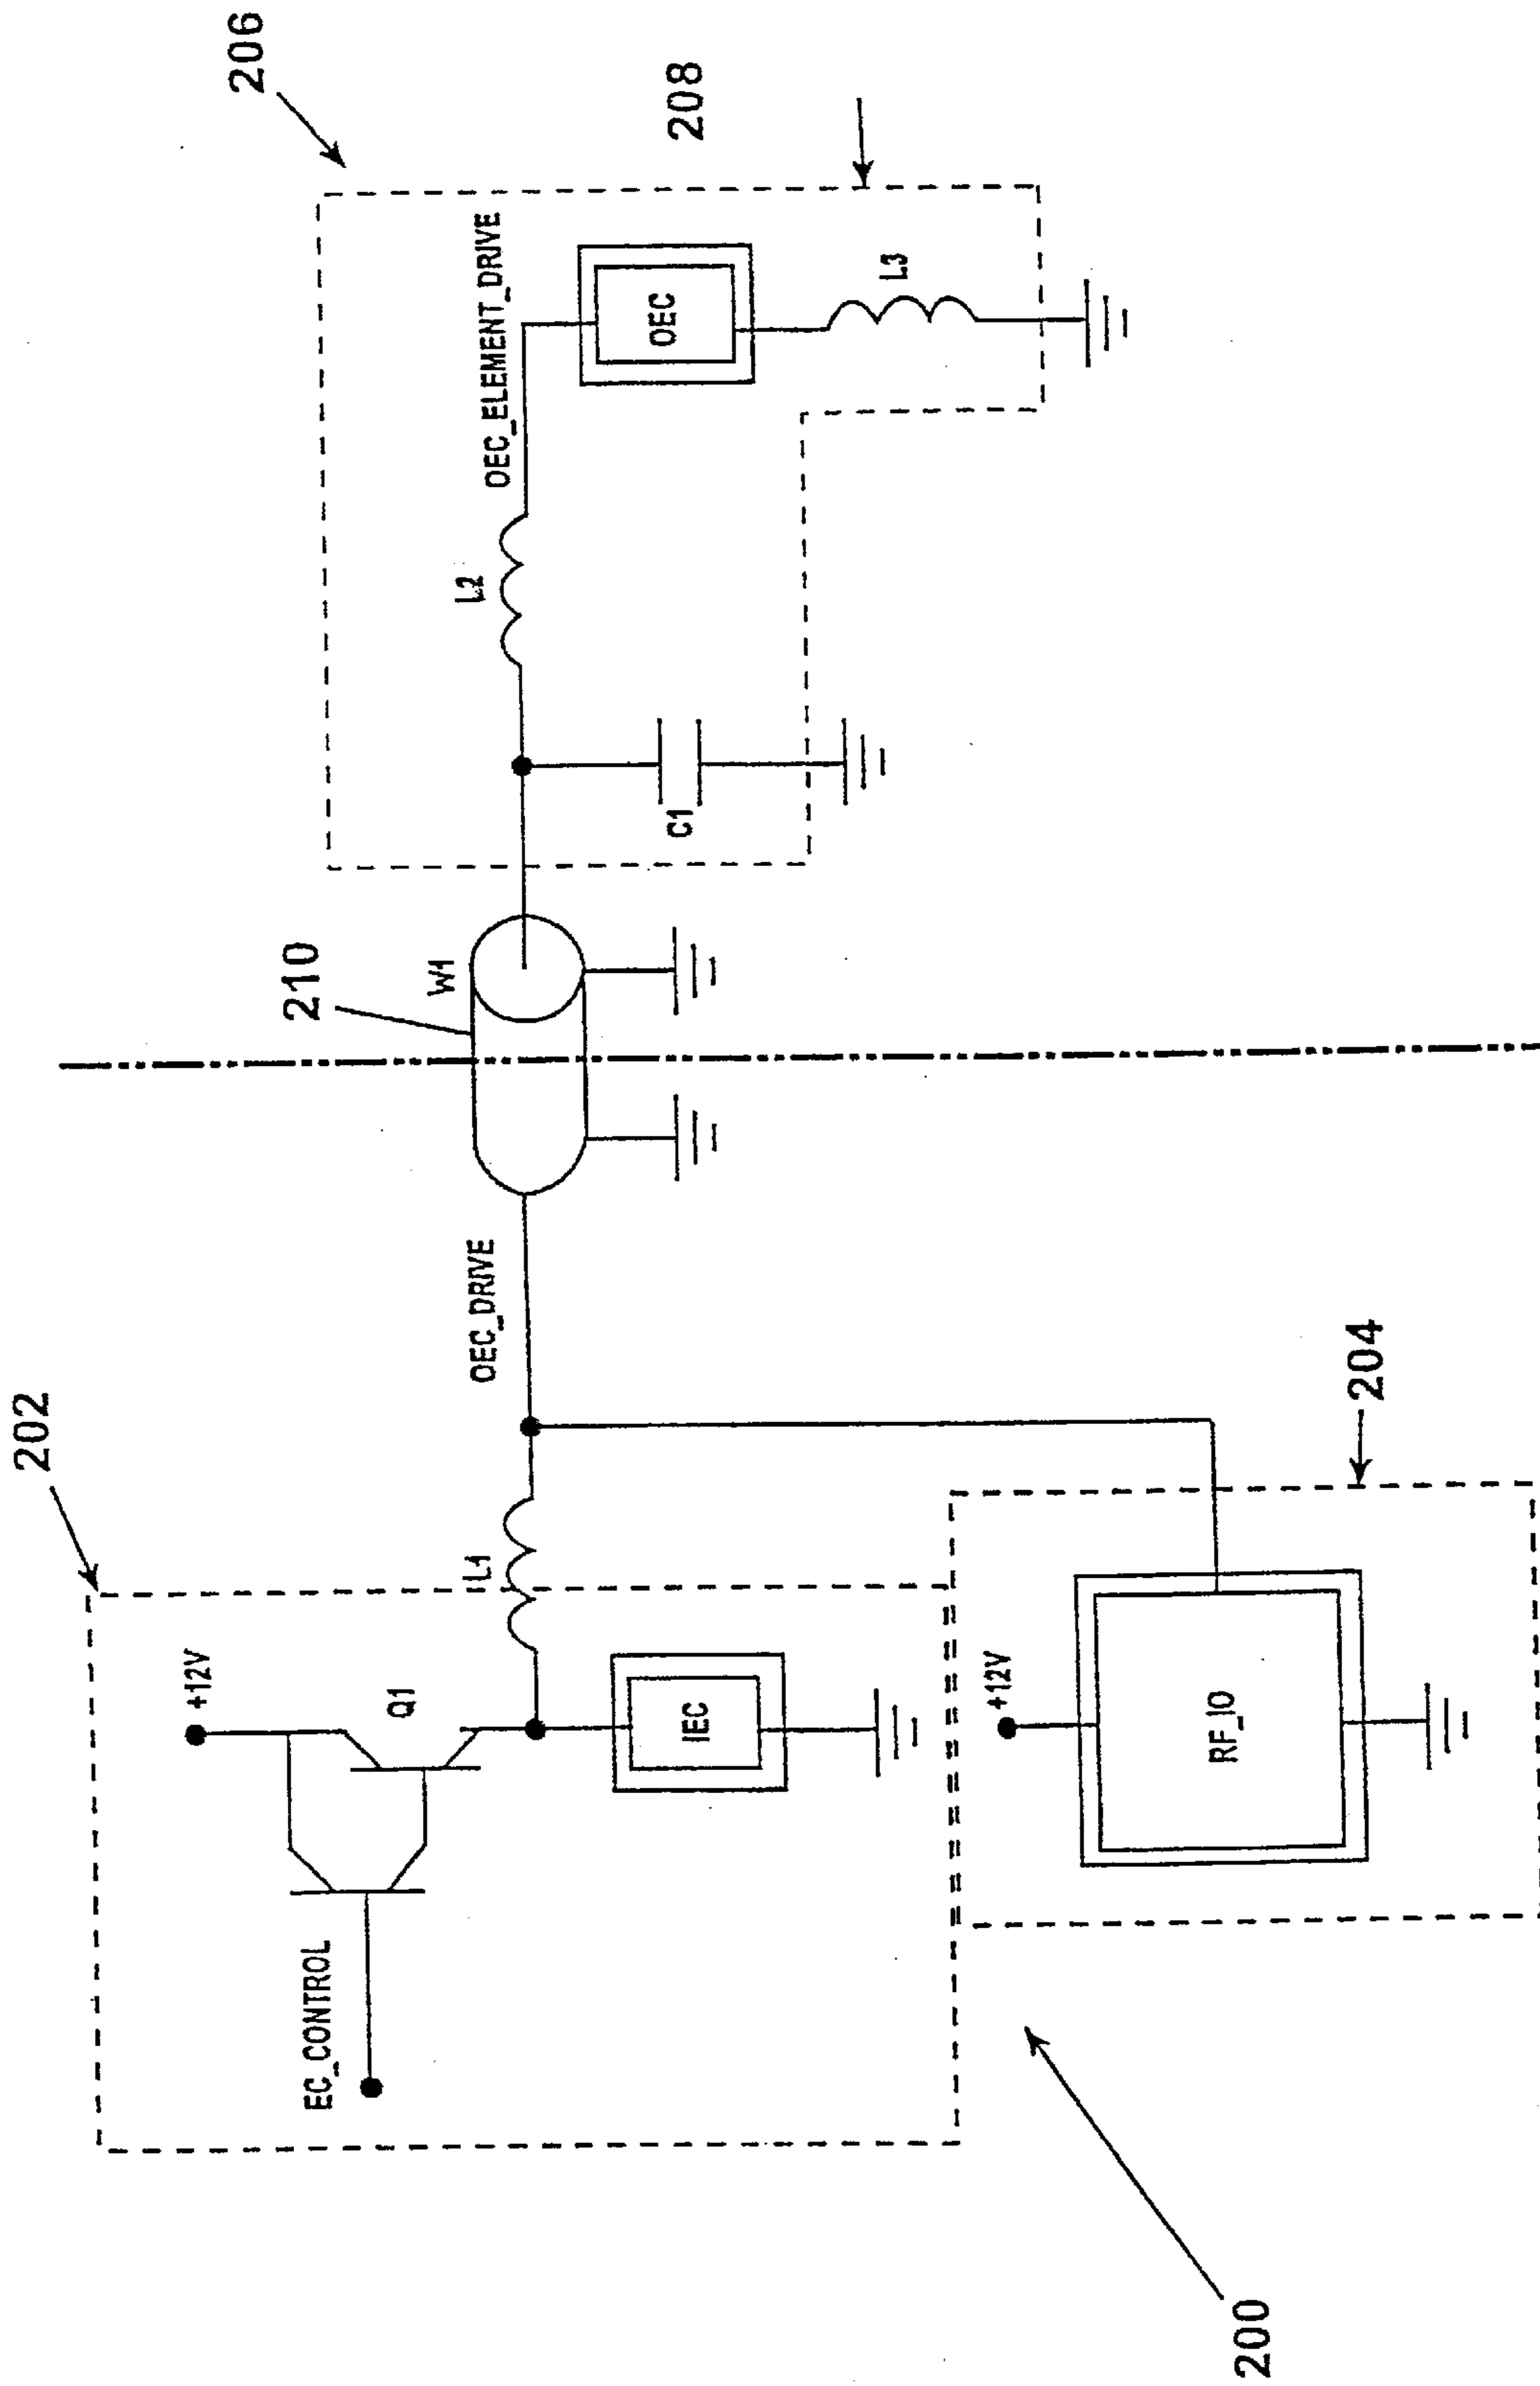 202
+12V
206
210
EC_CONTROL
Q1
W1
L1
OEC_DRIVE
L2
OEC_ELEMENT_DRIVE
IEC
C1
OEC
208
L3
+12V
RF_IO
200
204